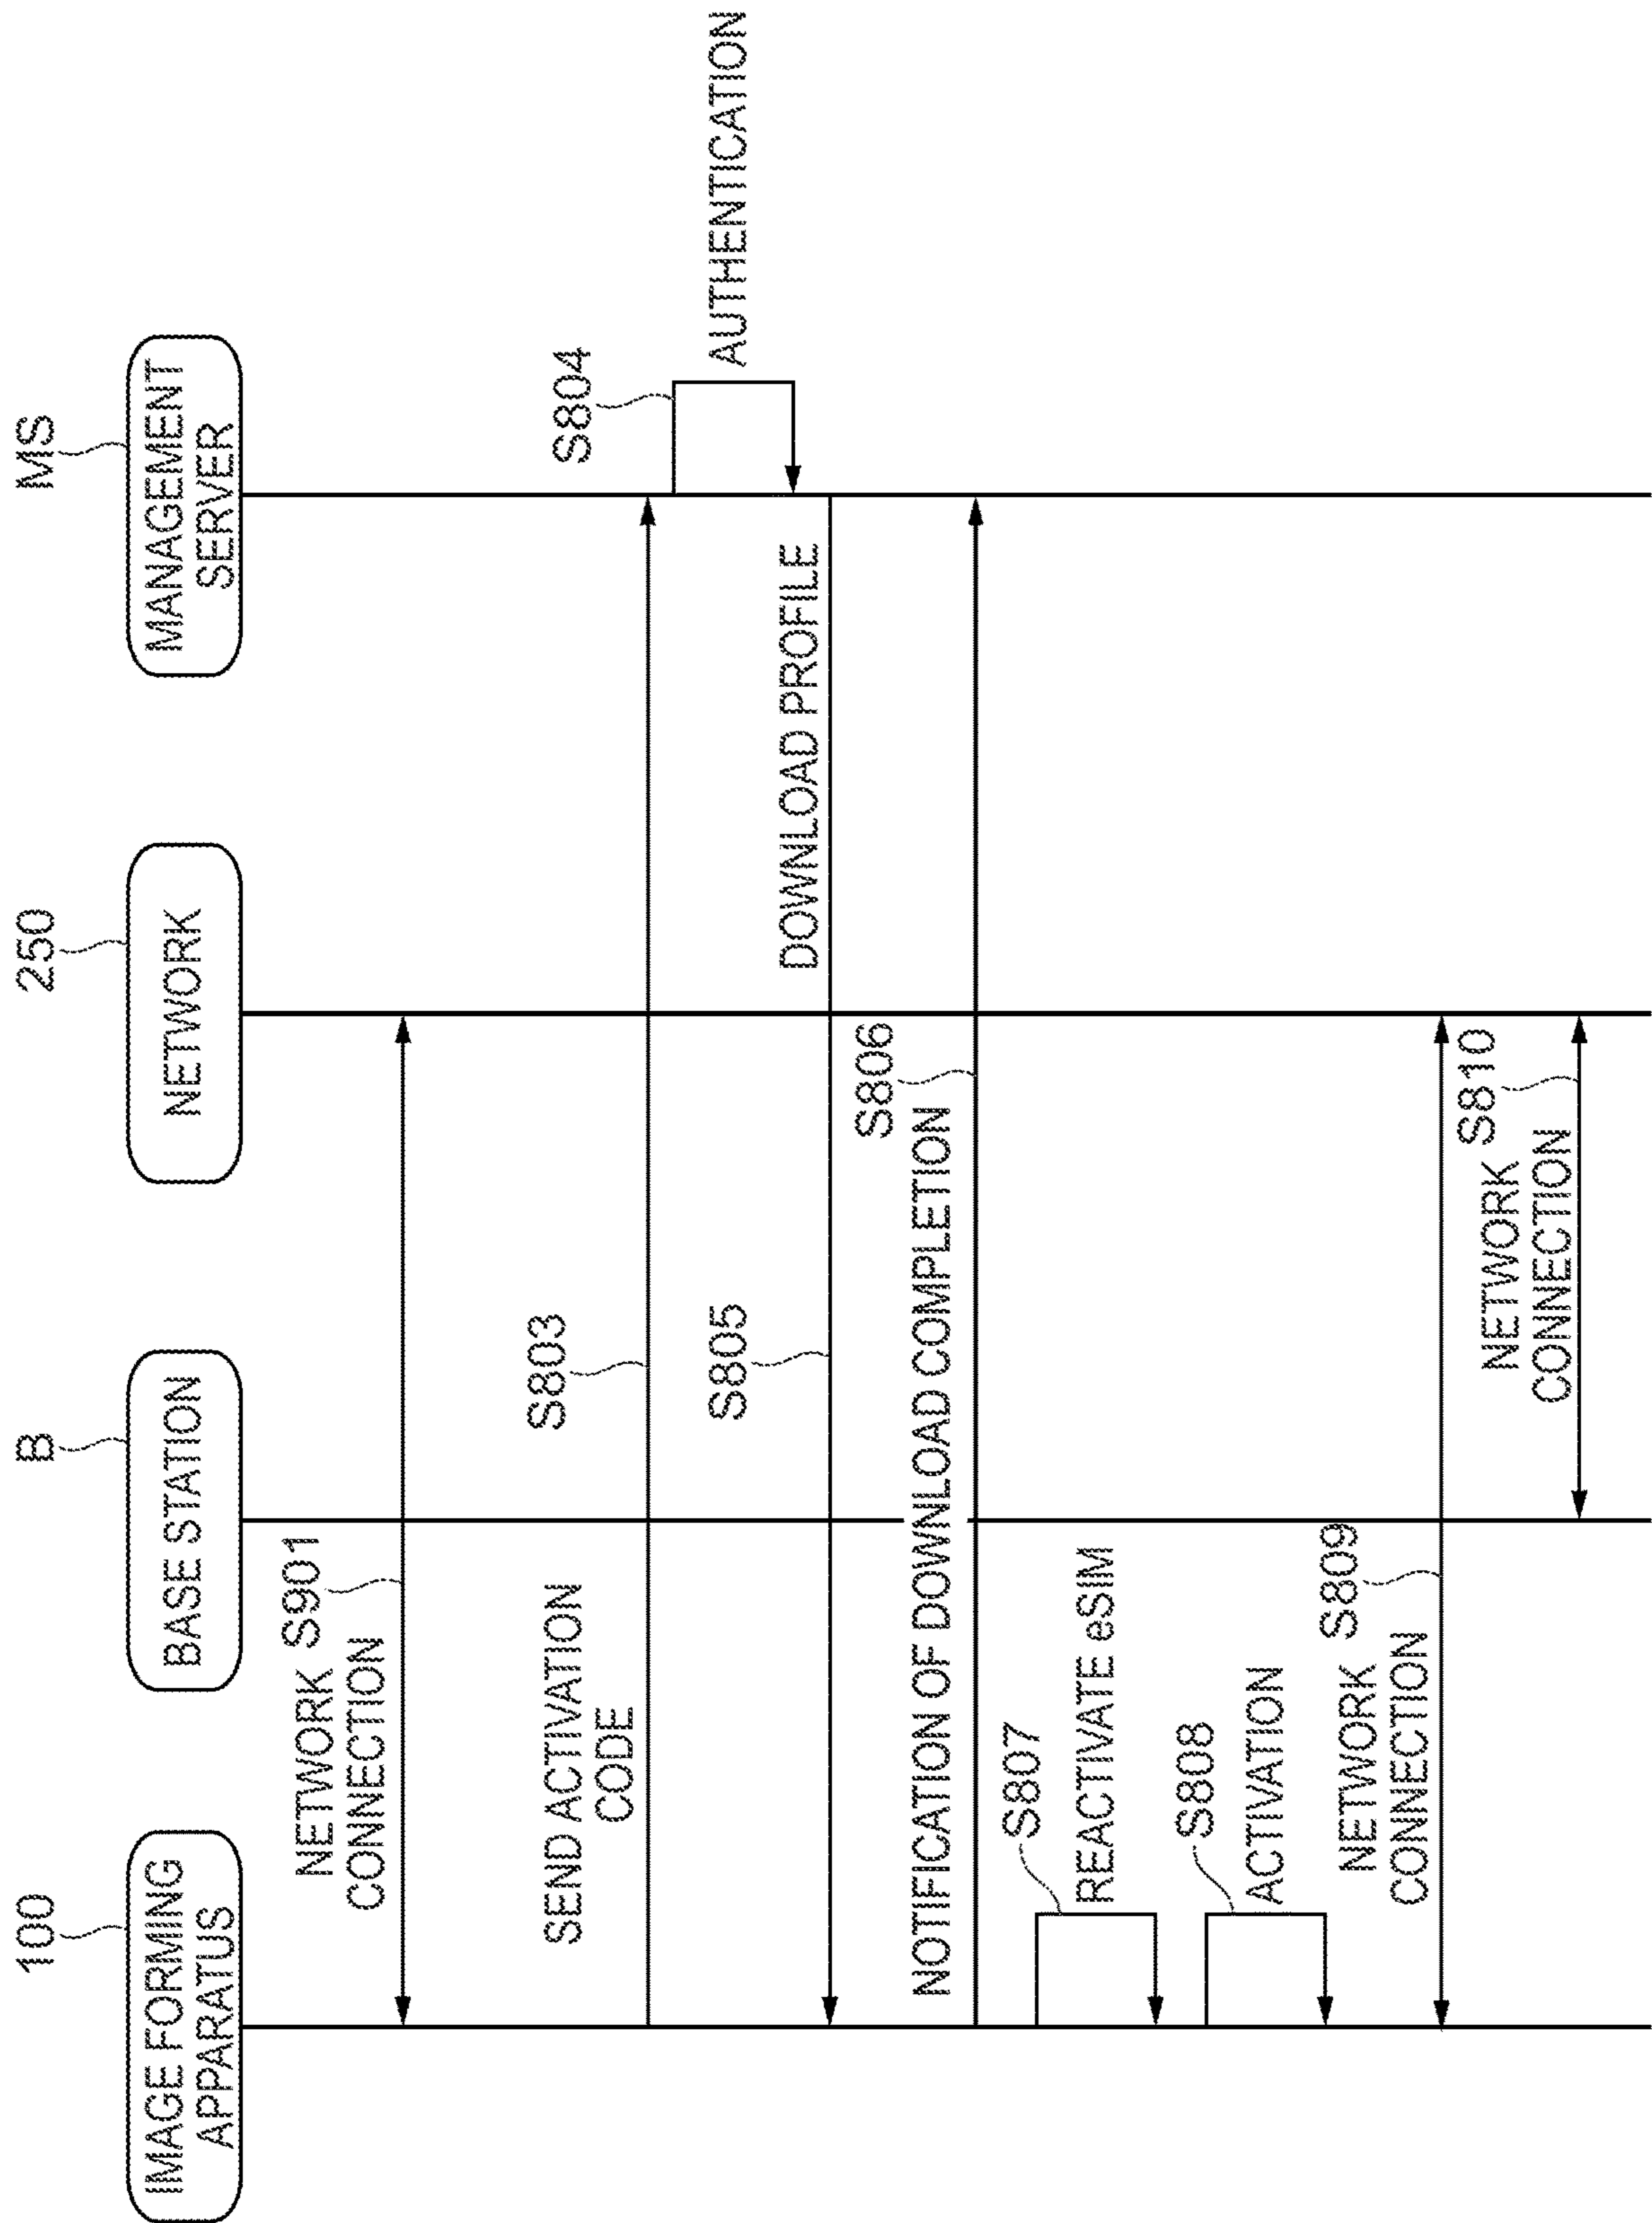 100
IMAGE FORMING
APPARATUS
B
BASE STATION
250
NETWORK
MS
MANAGEMENT
SERVER
NETWORK S901
CONNECTION
SEND ACTIVATION
CODE
S803
S804
AUTHENTICATION
S805
DOWNLOAD PROFILE
S806
NOTIFICATION OF DOWNLOAD COMPLETION
S807
REACTIVATE eSIM
S808
ACTIVATION
S809
NETWORK
CONNECTION
S810
NETWORK
CONNECTION